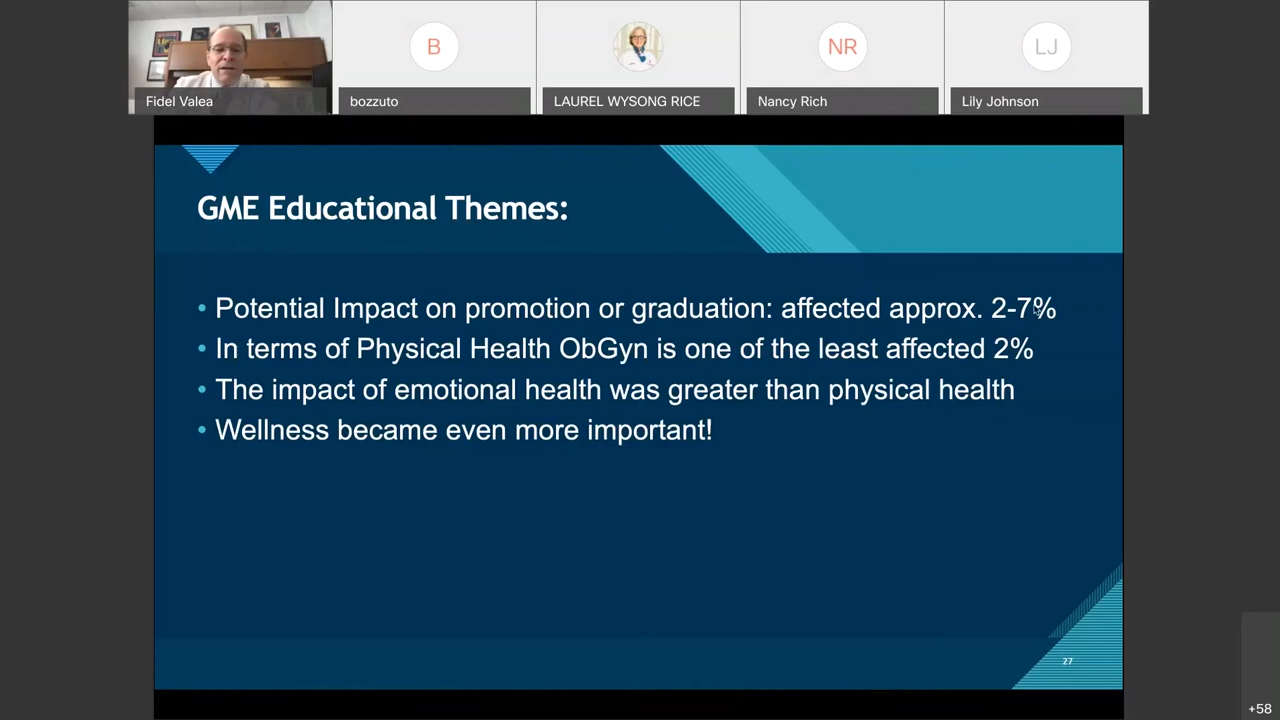 B
NR
LJ
Fidel Valea
bozzuto
LAUREL WYSONG RICE
Nancy Rich
Lily Johnson
GME Educational Themes:
• Potential Impact on promotion or graduation: affected approx. 2-7%
• In terms of Physical Health ObGyn is one of the least affected 2%
• The impact of emotional health was greater than physical health
• Wellness became even more important!
27
+58